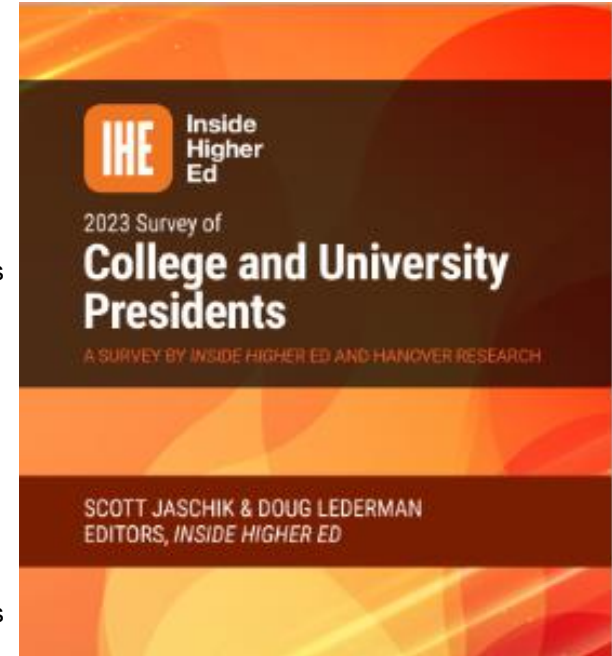 IHE
Inside
Higher
Ed
2023 Survey of
College and University
Presidents
A SURVEY BY INSIDE HIGHER ED AND HANOVER RESEARCH
s
SCOTT JASCHIK & DOUG LEDERMAN
EDITORS, INSIDE HIGHER ED
s